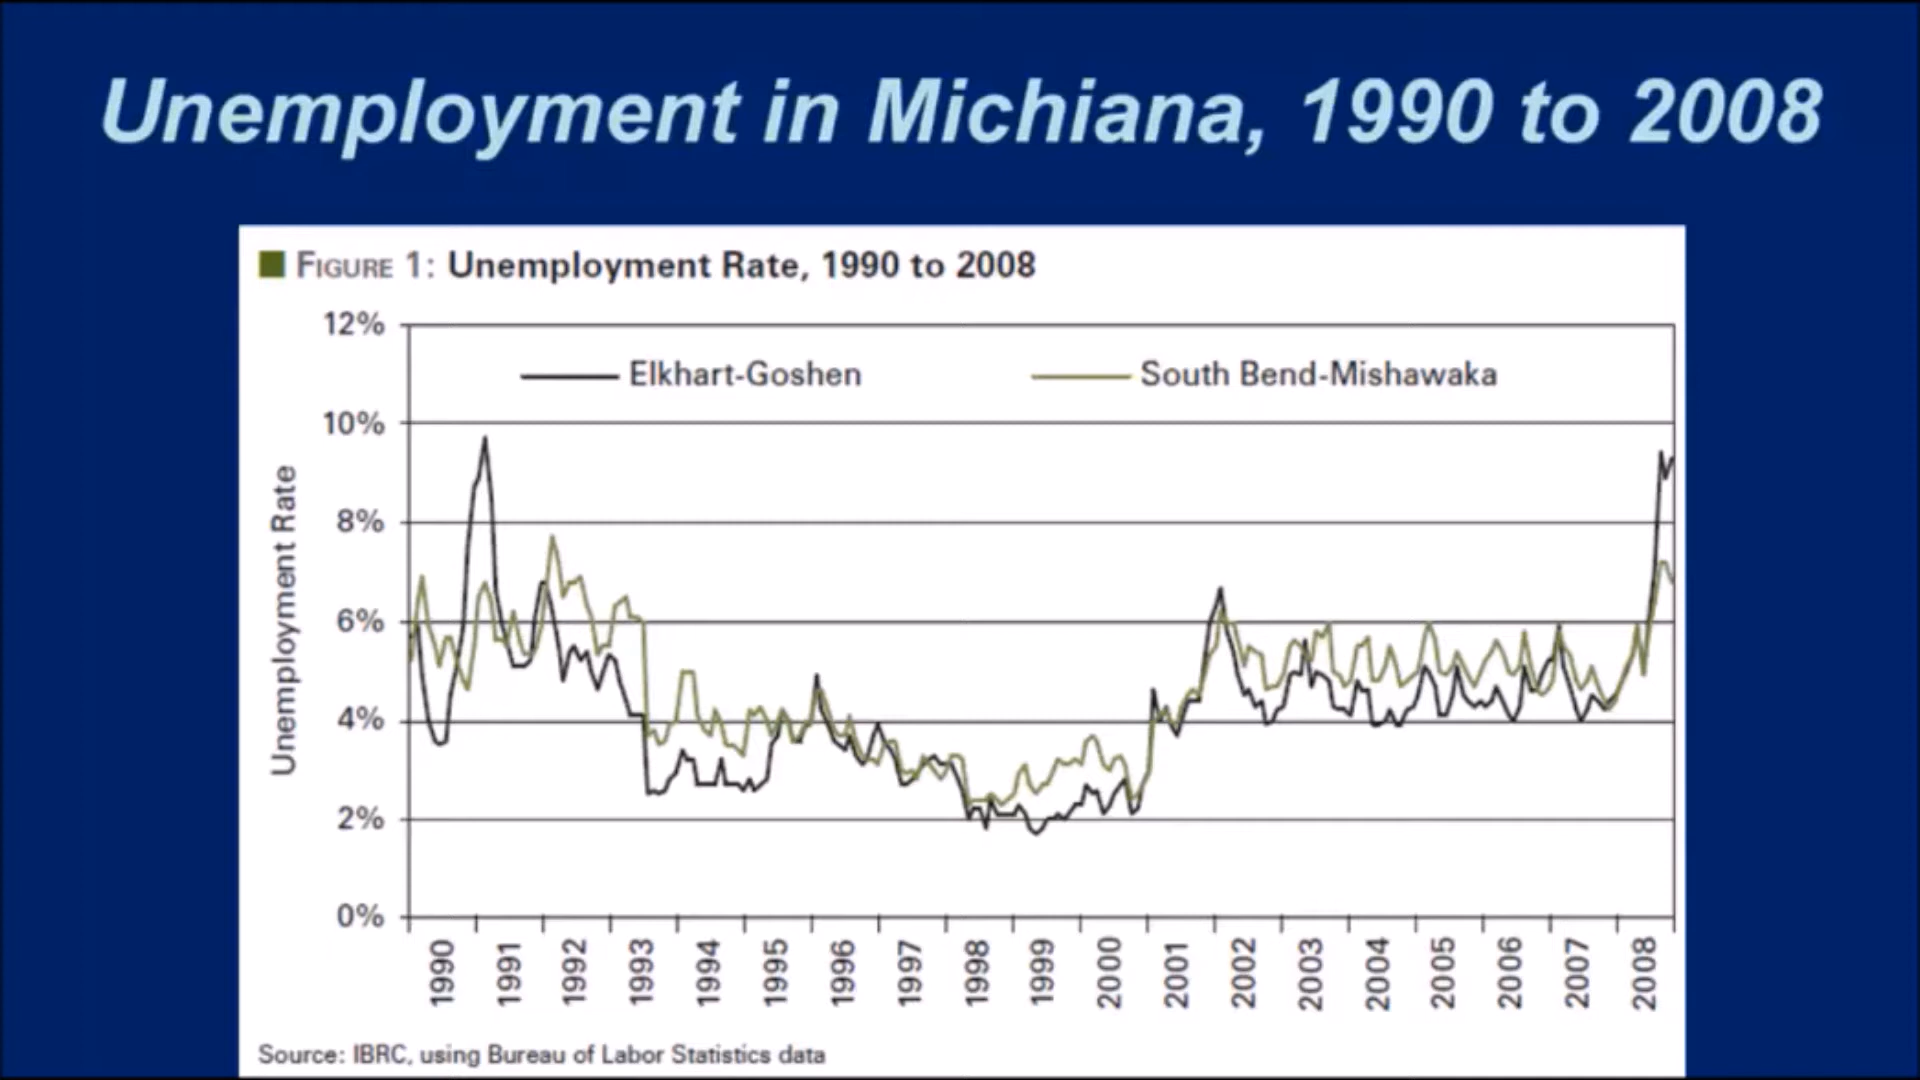 Unemployment in Michiana, 1990 to 2008
FIGURE 1: Unemployment Rate, 1990 to 2008
12%
Elkhart-Goshen South Bend-Mishawaka
10%
8%
6%
4%
2%
0%
Unemployment Rate
1990 1991 1992 1993 1994 1995 1996 1997 1998 1999 2000 2001 2002 2003 2004 2005 2006 2007 2008
Source: IBRC, using Bureau of Labor Statistics data